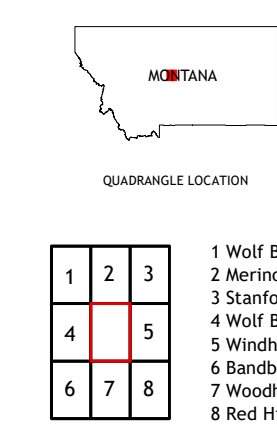 MONTANA
QUADRANGLE LOCATION
1 2 3
4 5
6 7 8
1 Wolf B
2 Merino
3 Stanfo
4 Wolf B
5 Windh
6 Bandb
7 Woodh
8 Red H